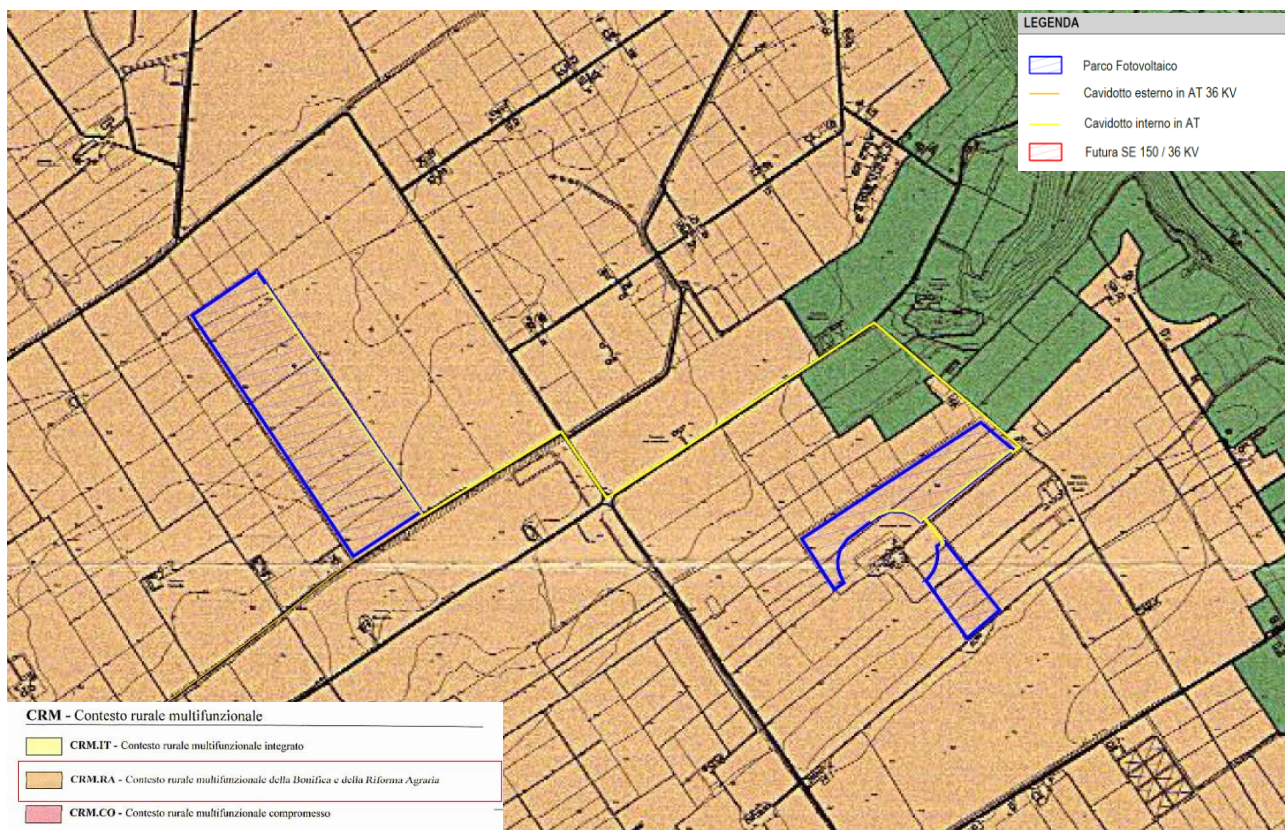 LEGENDA
Parco Fotovoltaico
Cavidotto esterno in AT 36 KV
Cavidotto interno in AT
Futura SE 150 / 36 KV
CRM - Contesto rurale multifunzionale
CRM.IT - Contesto rurale multifunzionale integrato
CRM.RA - Contesto rurale multifunzionale della Bonifica e della Riforma Agraria
CRM.CO - Contesto rurale multifunzionale compromesso